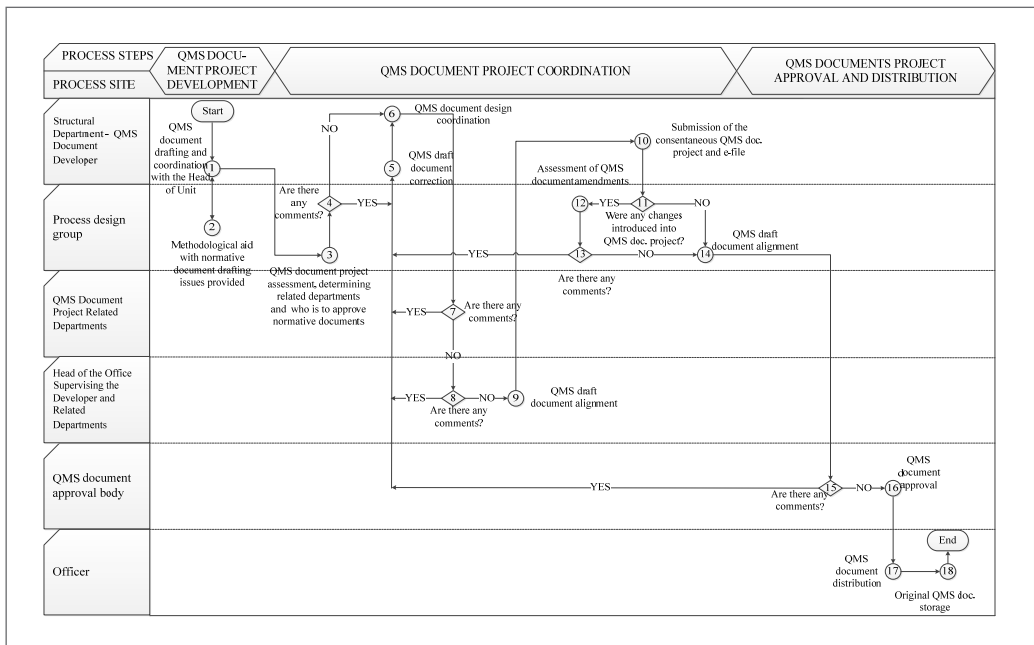 PROCESS STEPS
PROCESS SITE
QMS DOCU-
MENT PROJECT
DEVELOPMENT
QMS DOCUMENT PROJECT COORDINATION
QMS DOCUMENTS PROJECT
APPROVAL AND DISTRIBUTION
Structural
Department - QMS
Document
Developer
Start
QMS
document
drafting and
coordination
with the Head
of Unit
1
NO
6
QMS document design
coordination
5
QMS draft
document
correction
10
Submission of the
consentaneous QMS doc.
project and e-file
Assessment of QMS
document amendments
Process design
group
2
Methodological aid
with normative
document drafting
issues provided
Are there
any
comments?
4
YES
3
QMS document project
assessment, determining
related departments
and who is to approve
normative documents
12
YES
11
NO
Were any changes
introduced into
QMS doc. project?
YES
13
NO
14
QMS draft
document alignment
Are there any
comments?
QMS Document
Project Related
Departments
YES
7
Are there any
comments?
NO
Head of the Office
Supervising the
Developer and
Related
Departments
YES
8
NO
9
QMS draft
document alignment
Are there any
comments?
QMS document
approval body
YES
15
NO
16
QMS
document
approval
Are there any
comments?
Officer
End
QMS
document
distribution
17
18
Original QMS doc.
storage